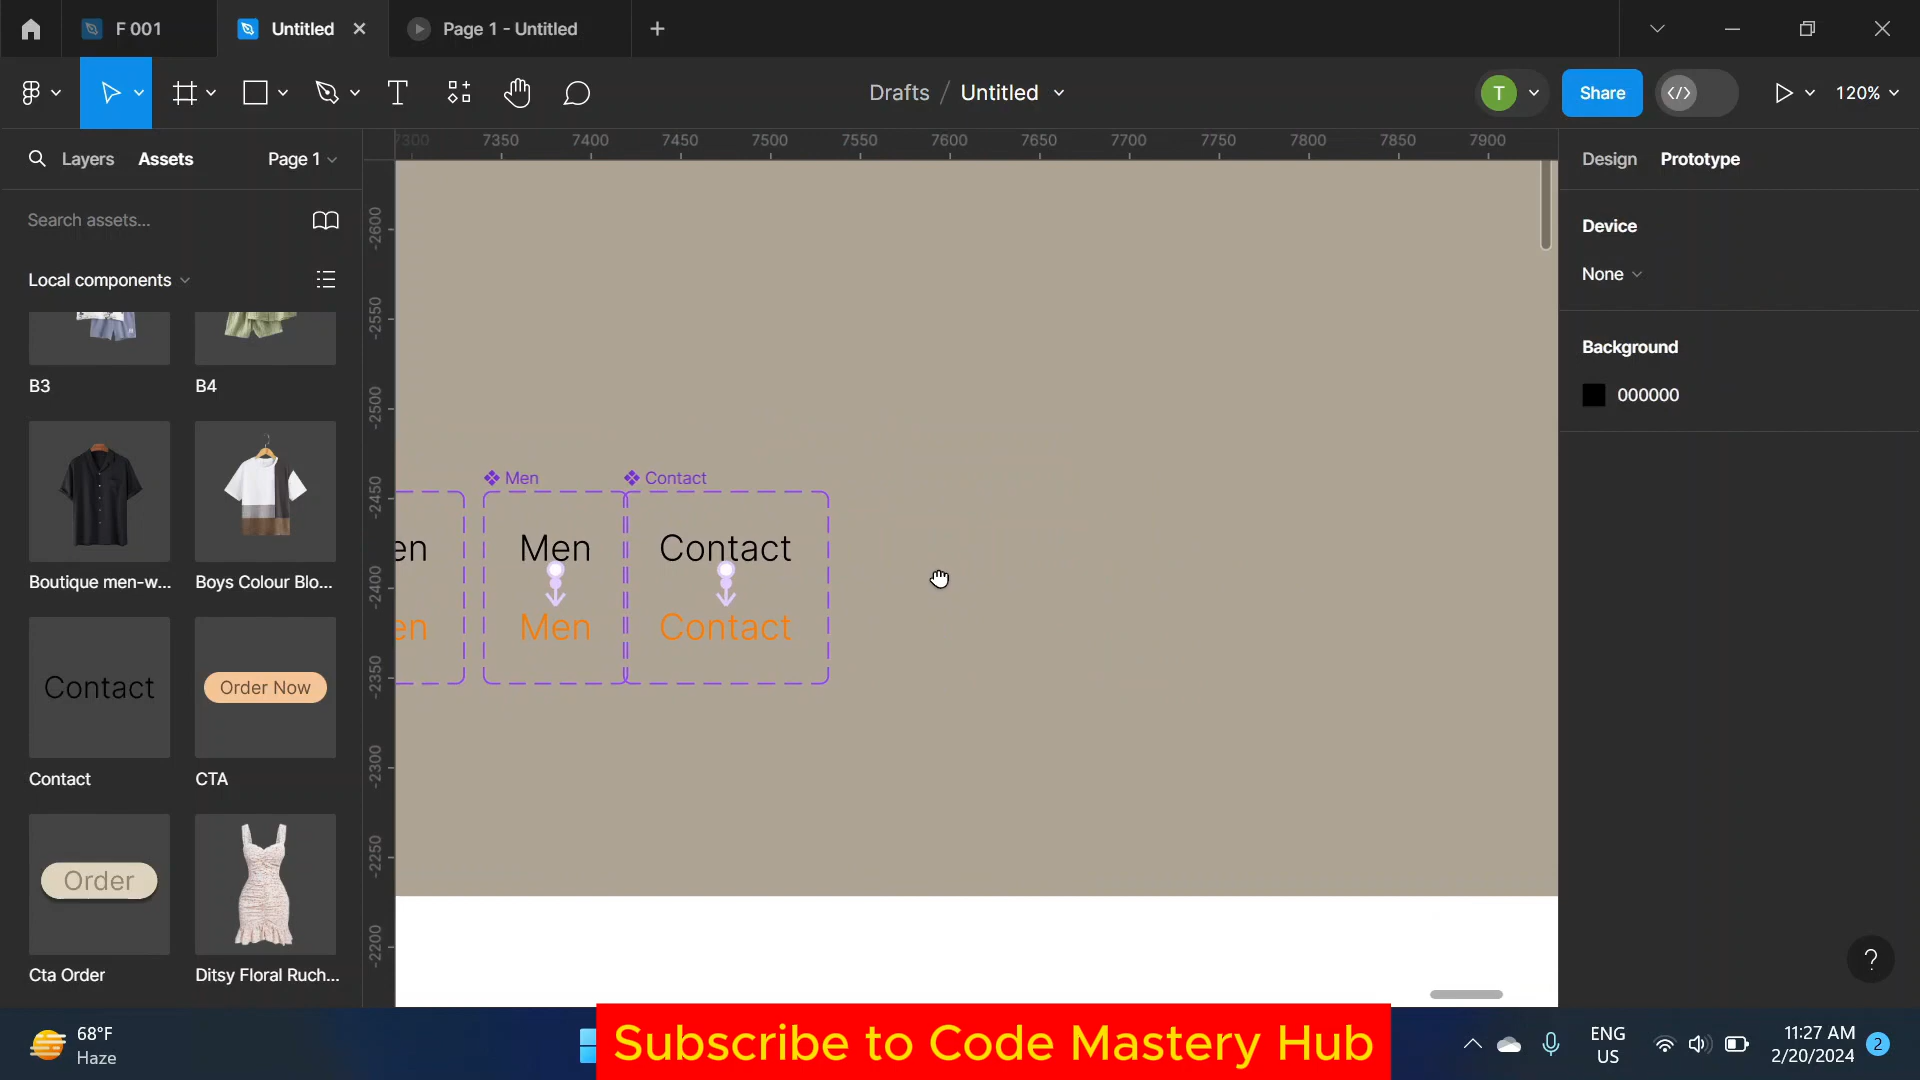 F 001
Untitled
Page 1 - Untitled
Drafts / Untitled
T
Share
120%
Layers
Assets
Page 1
Search assets...
Local components
B3
B4
Boutique men-w...
Boys Colour Blo...
Contact
Order Now
Contact
CTA
Order
Cta Order
Ditsy Floral Ruch...
7300
7350
7400
7450
7500
7550
7600
7650
7700
7750
7800
7850
7900
-2600
-2550
-2500
-2450
-2400
-2350
-2300
-2250
-2200
Men
Contact
en
Men
Contact
en
Men
Contact
Design
Prototype
Device
None
Background
000000
?
68°F
Haze
Subscribe to Code Mastery Hub
ENG
US
11:27 AM
2/20/2024
2